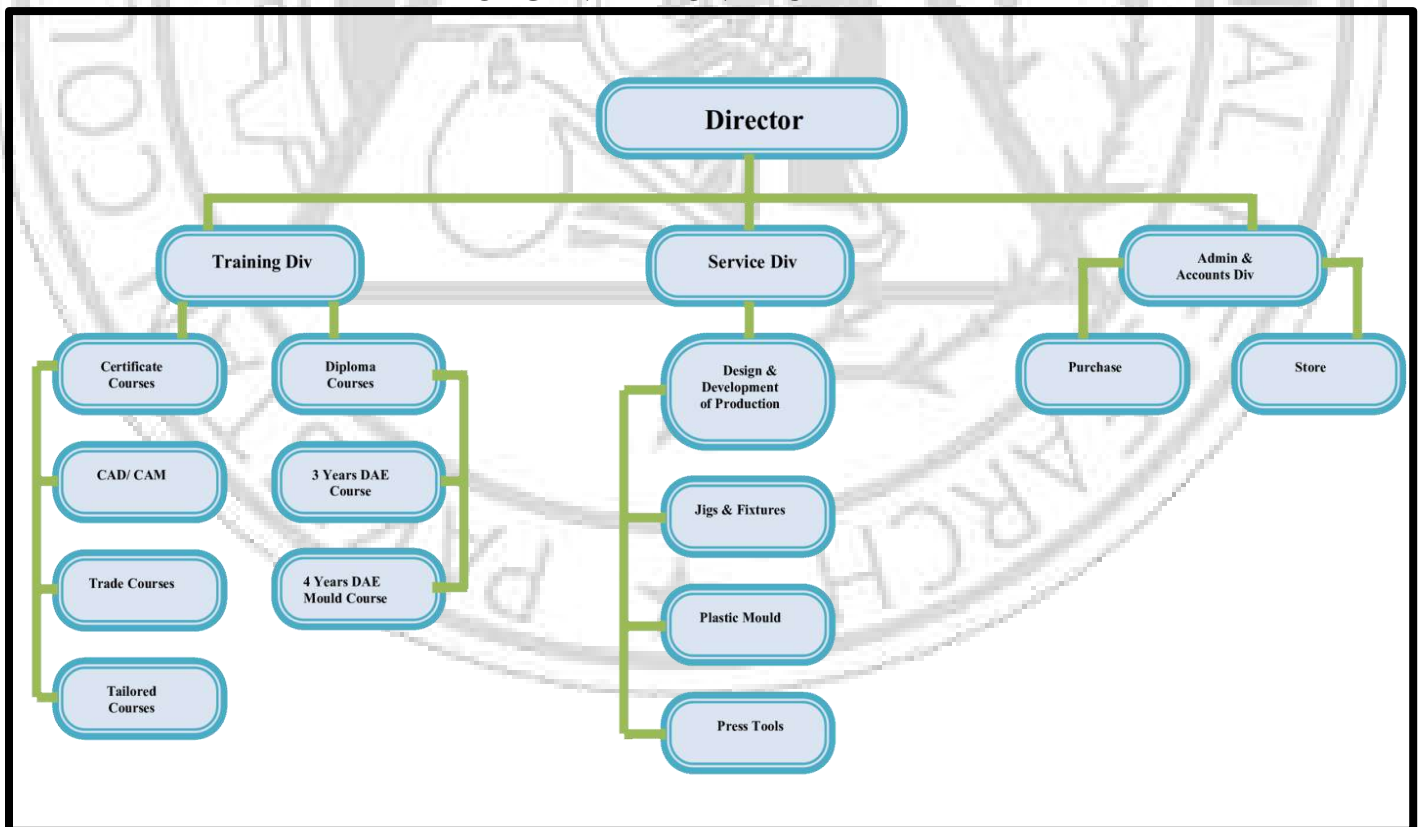 Director
Training Div
Service Div
Admin &
Accounts Div
Certificate
Courses
Diploma
Courses
Design &
Development
of Production
Purchase
Store
CAD/ CAM
3 Years DAE
Course
Jigs & Fixtures
Trade Courses
4 Years DAE
Mould Course
Plastic Mould
Tailored
Courses
Press Tools